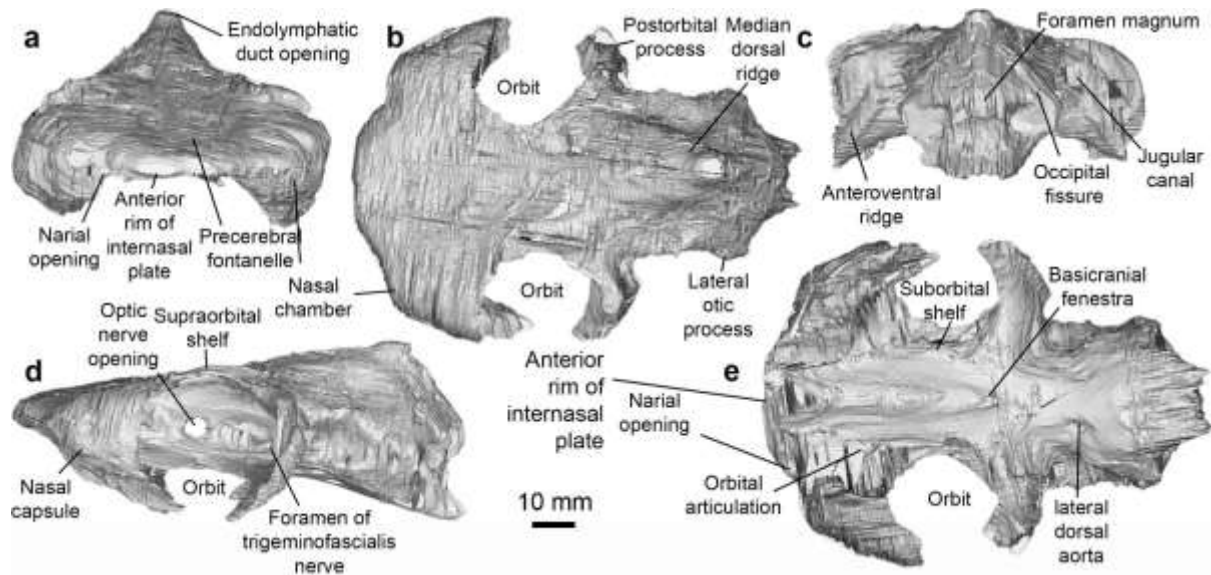 a
Endolymphatic
duct opening
Narial
opening
Anterior
rim of
internasal
plate
Precerebral
fontanelle
Nasal
chamber
b
Postorbital
process
Median
dorsal
ridge
Orbit
Orbit
Lateral
otic
process
c
Foramen magnum
Anteroventral
ridge
Occipital
fissure
Jugular
canal
d
Optic
nerve
opening
Supraorbital
shelf
Nasal
capsule
Orbit
Foramen of
trigeminofascialis
nerve
10 mm
e
Suborbital
shelf
Basicranial
fenestra
Anterior
rim of
internasal
plate
Narial
opening
Orbital
articulation
Orbit
lateral
dorsal
aorta